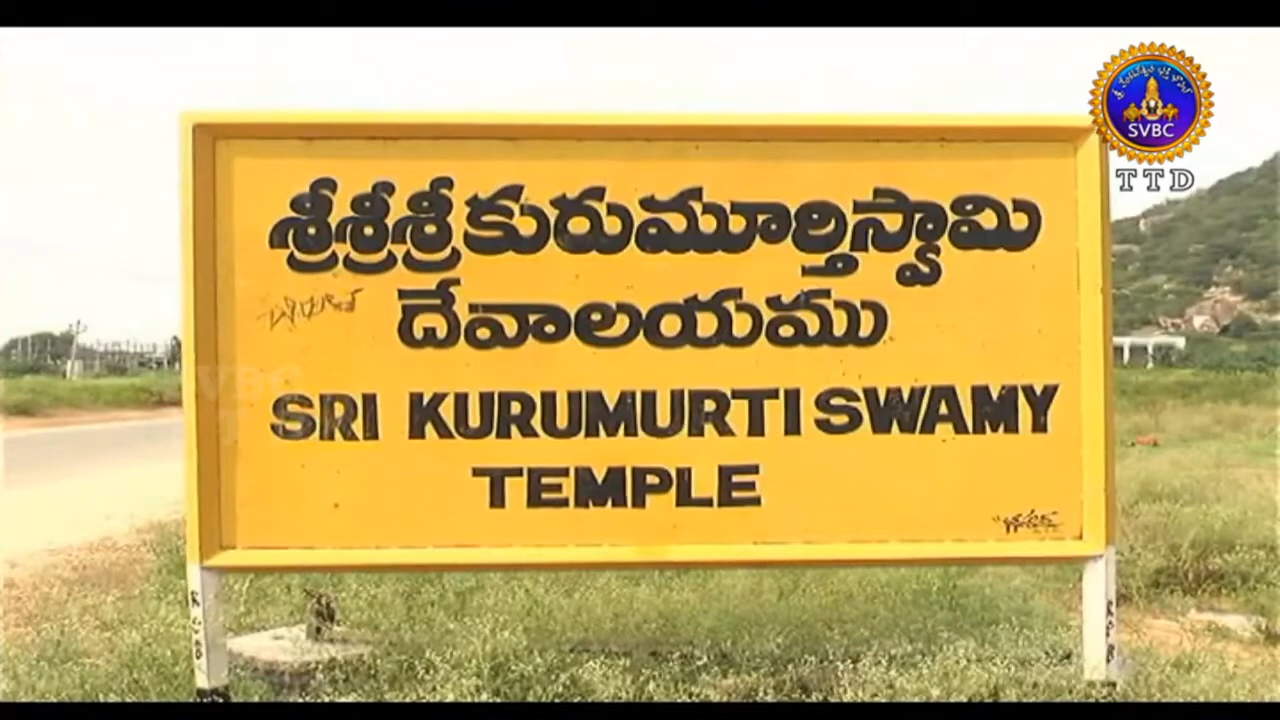 శ్రీశ్రీశ్రీ కురుమూర్తిస్వామి
దేవాలయము
SRI KURUMURTI SWAMY
TEMPLE
SVBC
TTD